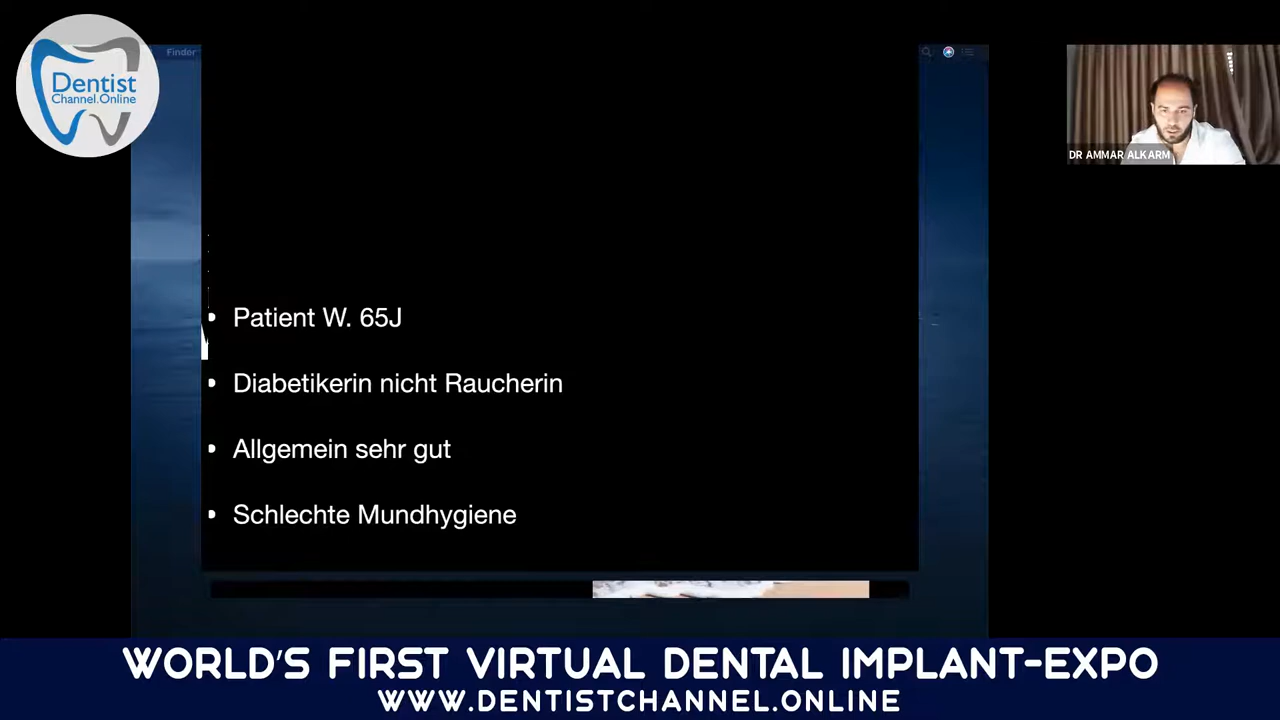 Dentist
Channel.Online
Finder
DR AMMAR ALKARM
Patient W. 65J
Diabetikerin nicht Raucherin
Allgemein sehr gut
Schlechte Mundhygiene
WORLD'S FIRST VIRTUAL DENTAL IMPLANT-EXPO
WWW.DENTISTCHANNEL.ONLINE